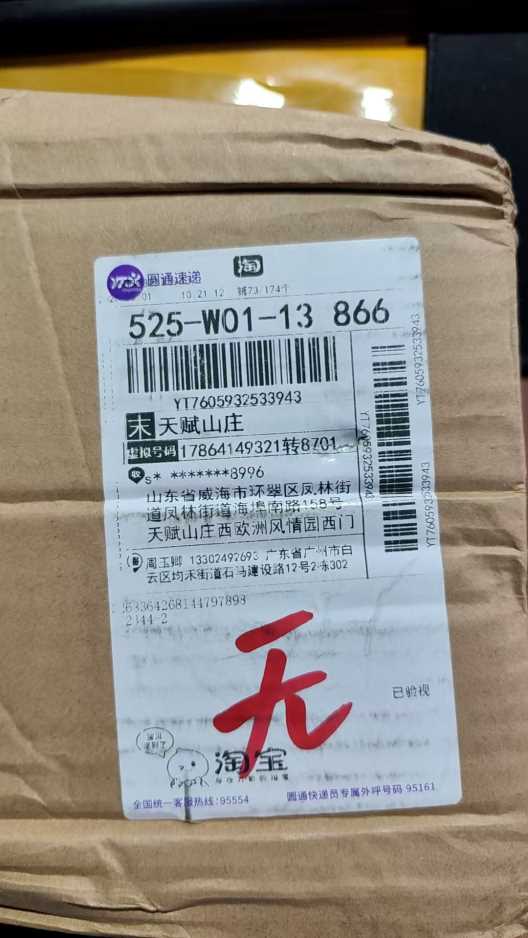 圆通速递
淘
01 10 21 12 第73/174个
525-W01-13 866
YT7605932533943
末 天赋山庄
虚拟号码 17864149321转8701
收 s* *******8996
山东省威海市环翠区凤林街
道凤林街道海埠南路158号
天赋山庄西欧洲风情园西门
周玉卿 13302492693 广东省广州市白
云区均禾街道石马建设路12号2栋302
2344-2
无
已验视
淘宝
全国统一客服热线:95554
圆通快递员专属外呼号码 95161
YT7605932533943
YT7605932533943
YT7605932533943